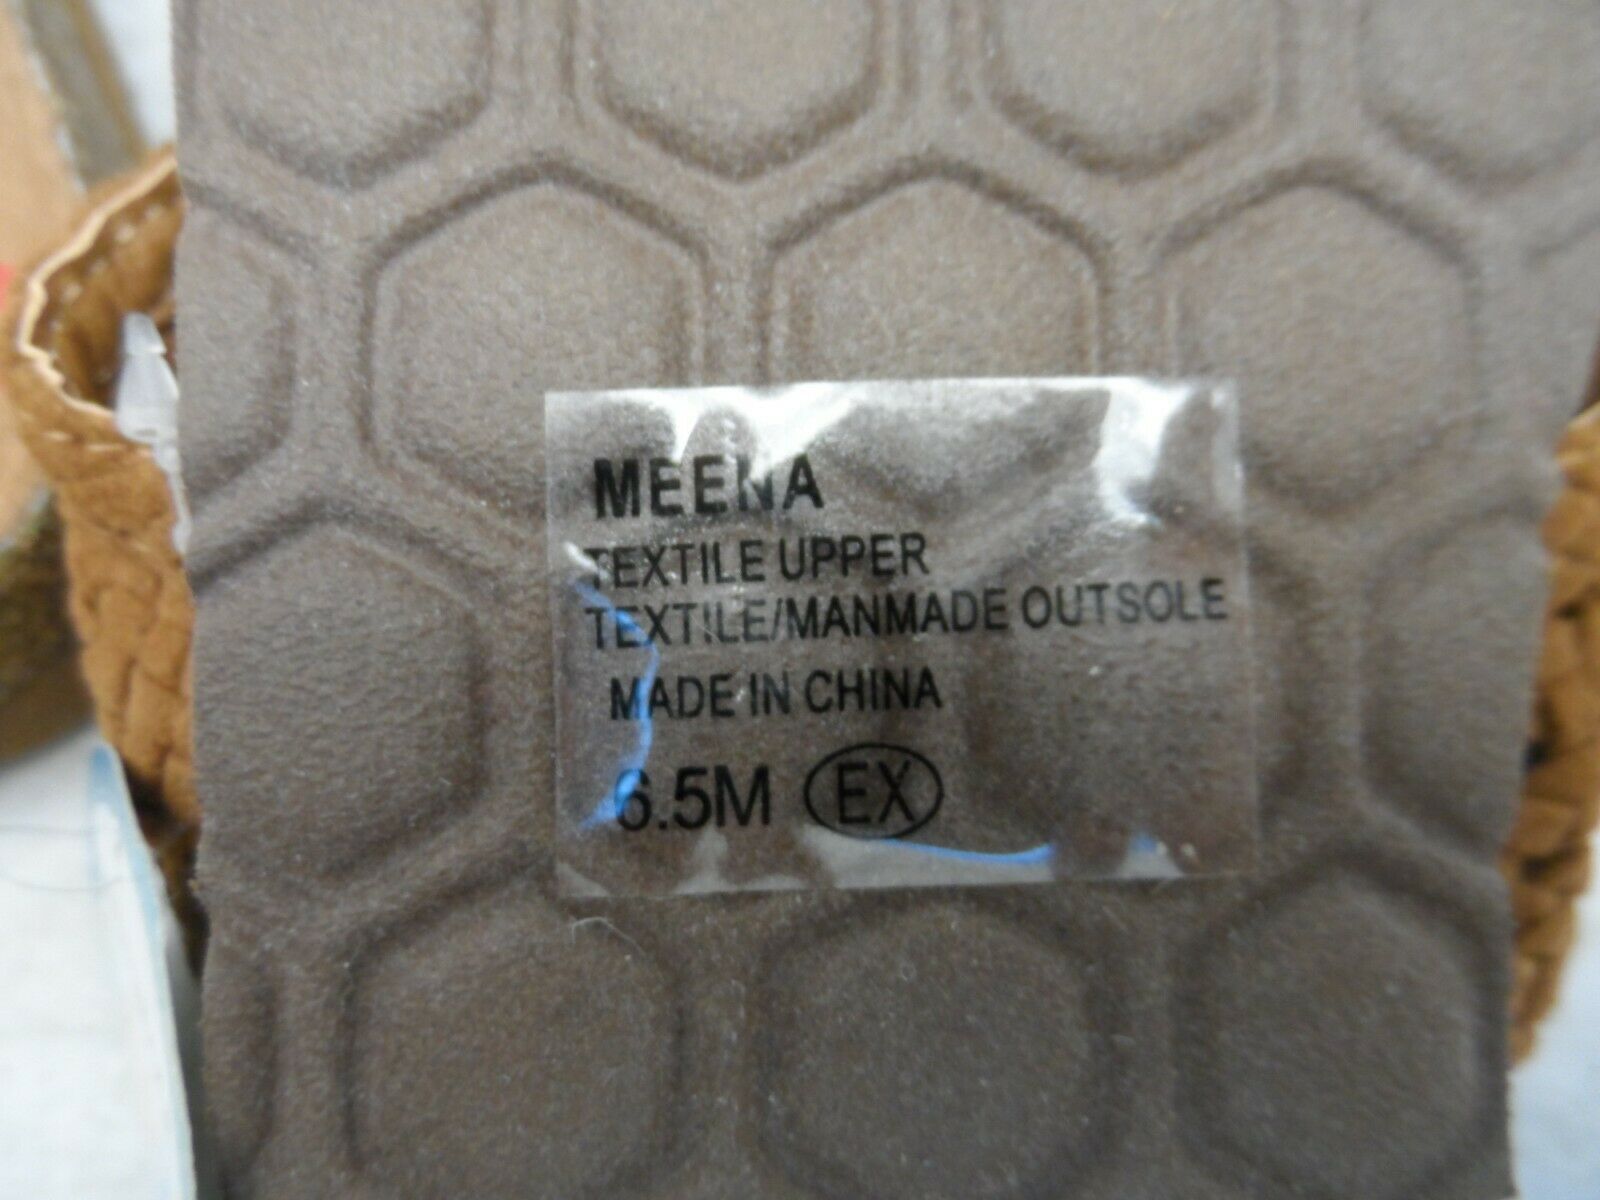 MEENA
TEXTILE UPPER
TEXTILE/MANMADE OUTSOLE
MADE IN CHINA
6.5M EX